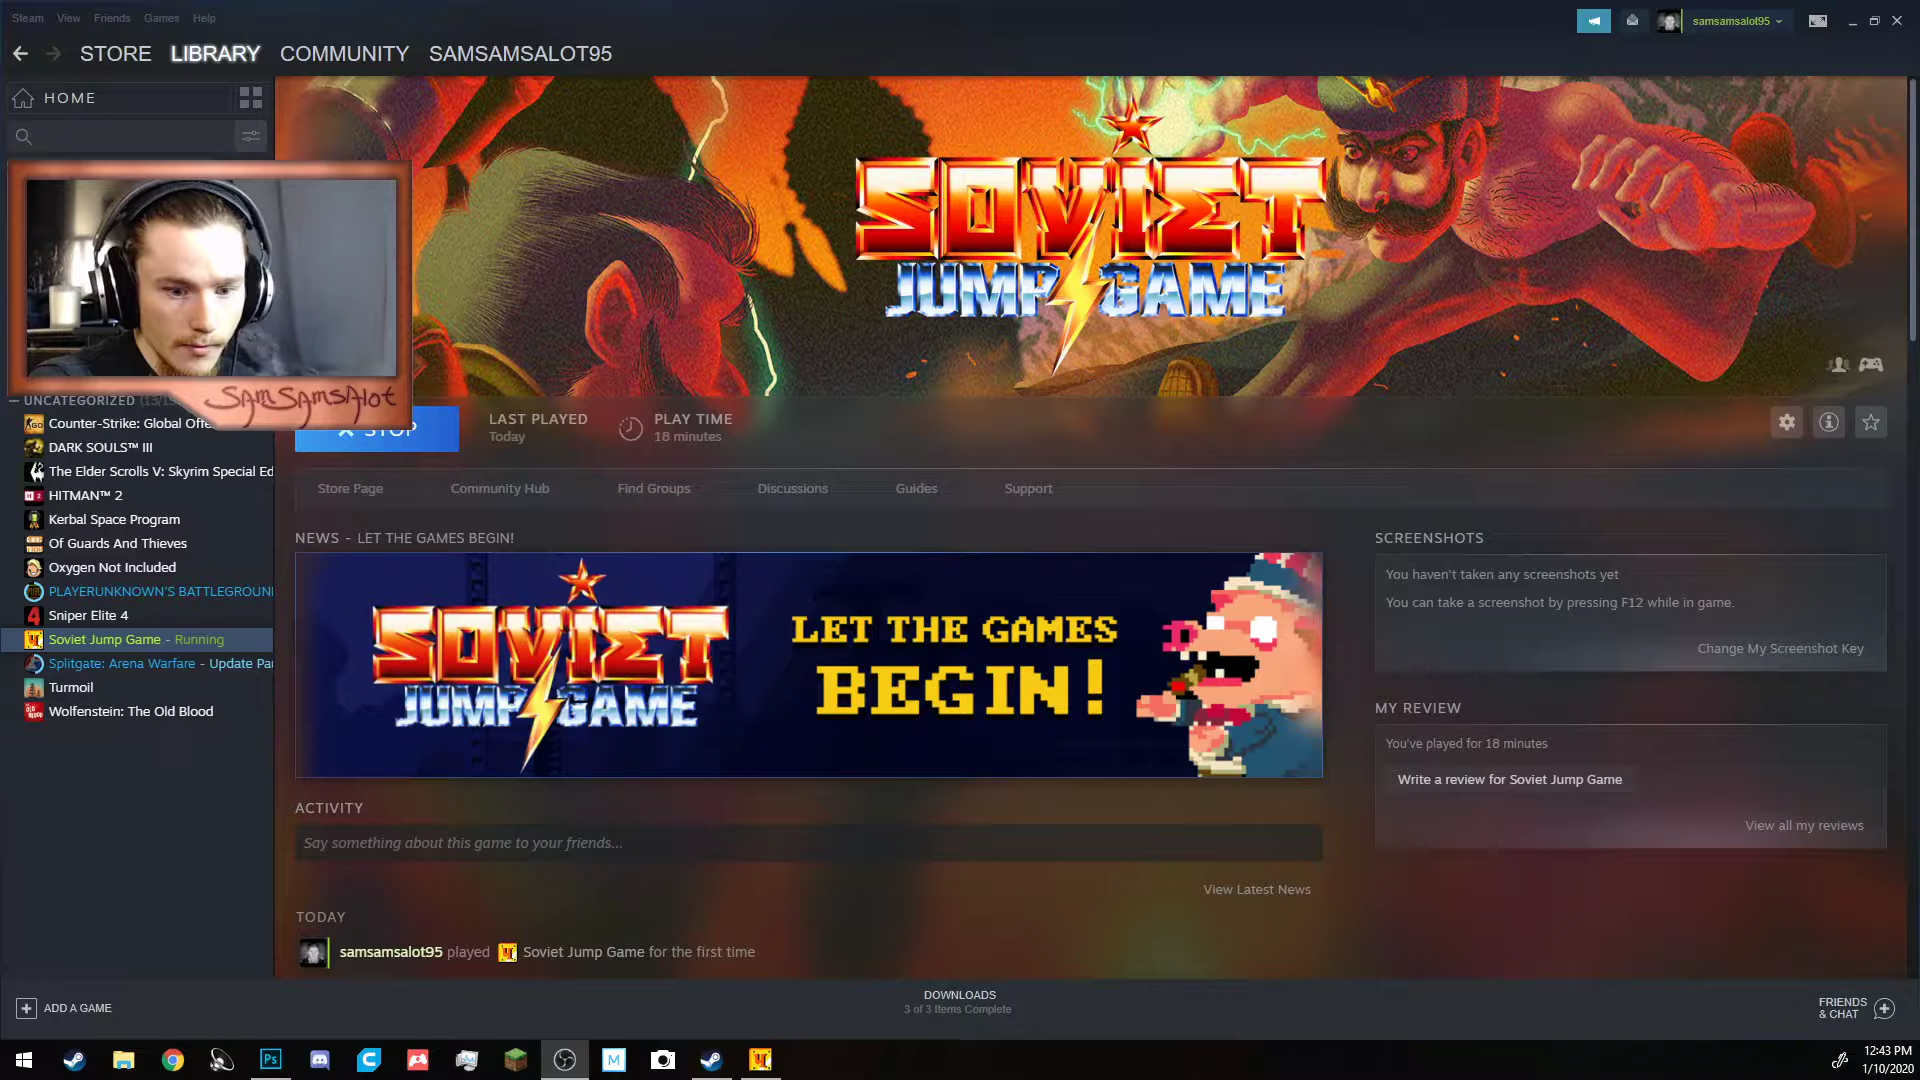 Steam View Friends Games Help
samsamsalot95
STORE LIBRARY COMMUNITY SAMSAMSALOT95
HOME
SOVIET
JUMP GAME
SamSamsAlot
UNCATEGORIZED
Counter-Strike: Global Offe
DARK SOULS™ III
The Elder Scrolls V: Skyrim Special Ed
HITMAN™ 2
Kerbal Space Program
Of Guards And Thieves
Oxygen Not Included
PLAYERUNKNOWN'S BATTLEGROUN
Sniper Elite 4
Soviet Jump Game - Running
Splitgate: Arena Warfare - Update Pau
Turmoil
Wolfenstein: The Old Blood
STOP
LAST PLAYED
Today
PLAY TIME
18 minutes
Store Page Community Hub Find Groups Discussions Guides Support
NEWS - LET THE GAMES BEGIN!
SOVIET
JUMP GAME
LET THE GAMES
BEGIN!
ACTIVITY
Say something about this game to your friends...
View Latest News
TODAY
samsamsalot95 played Soviet Jump Game for the first time
SCREENSHOTS
You haven't taken any screenshots yet
You can take a screenshot by pressing F12 while in game.
Change My Screenshot Key
MY REVIEW
You've played for 18 minutes
Write a review for Soviet Jump Game
View all my reviews
ADD A GAME
DOWNLOADS
3 of 3 Items Complete
FRIENDS
& CHAT
Ps
M
12:43 PM
1/10/2020